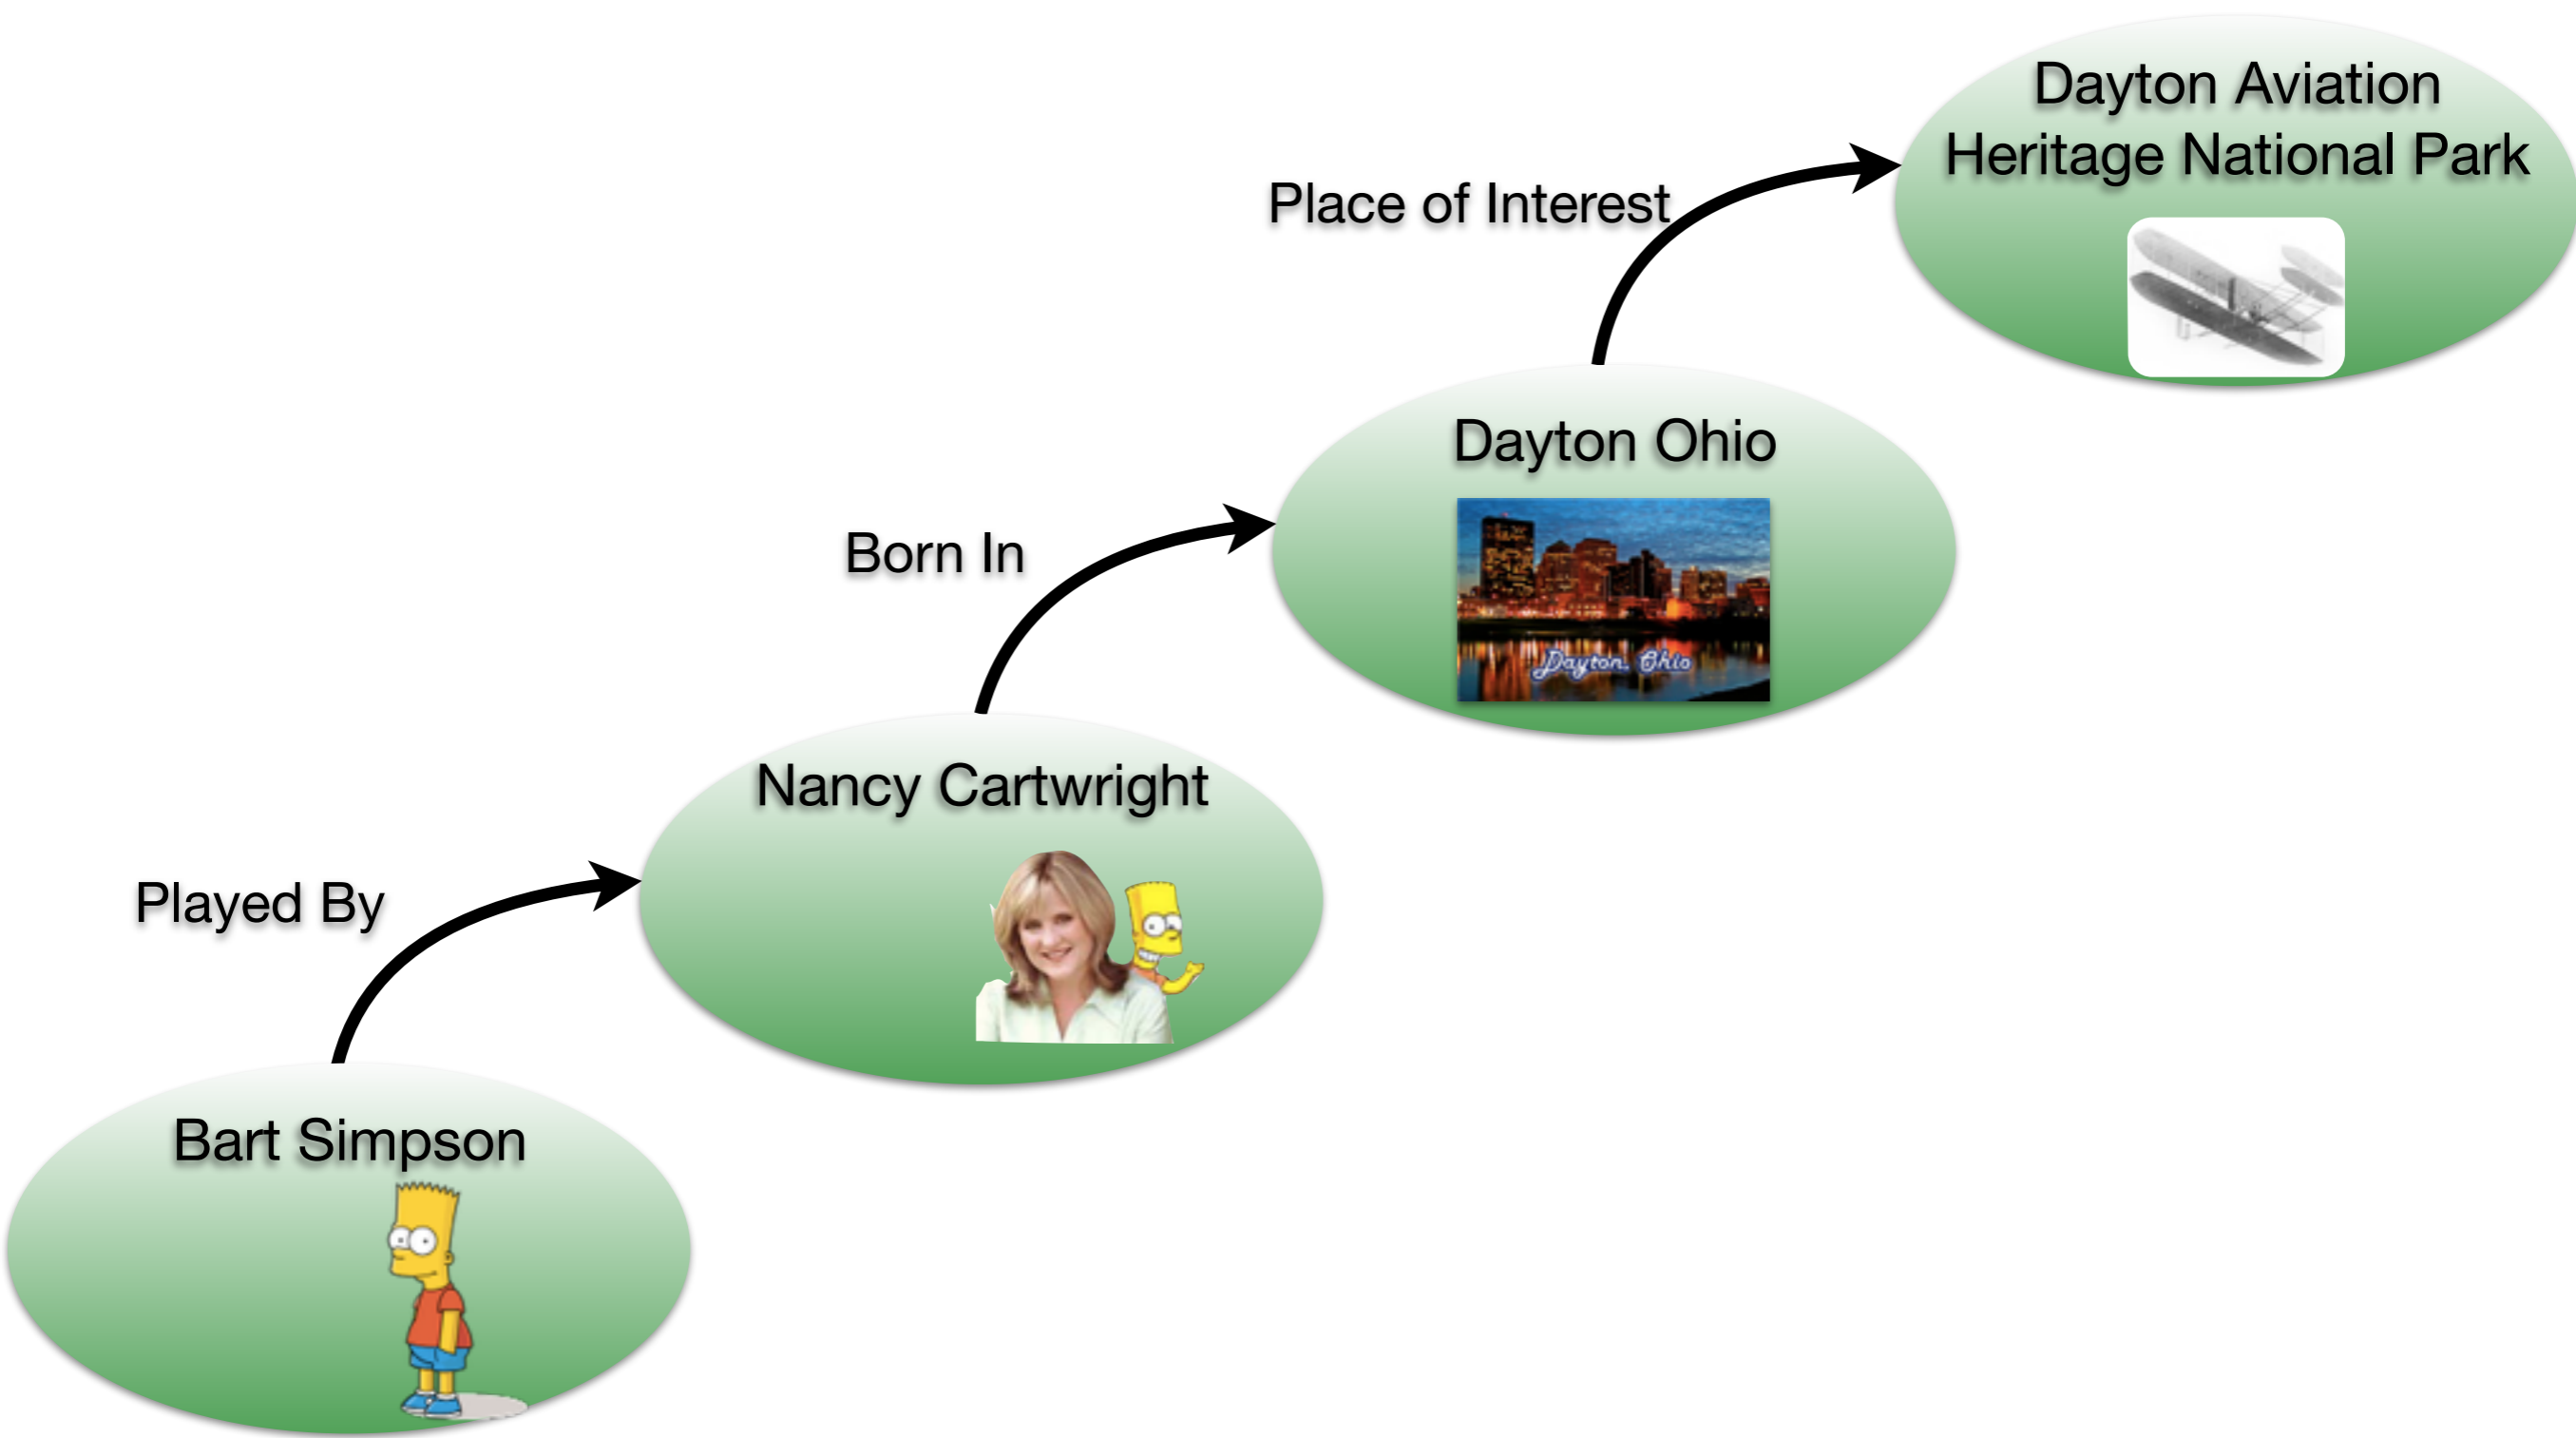 Dayton Aviation
Heritage National Park
Place of Interest
Dayton Ohio
Dayton, Ohio
Born In
Nancy Cartwright
Played By
Bart Simpson